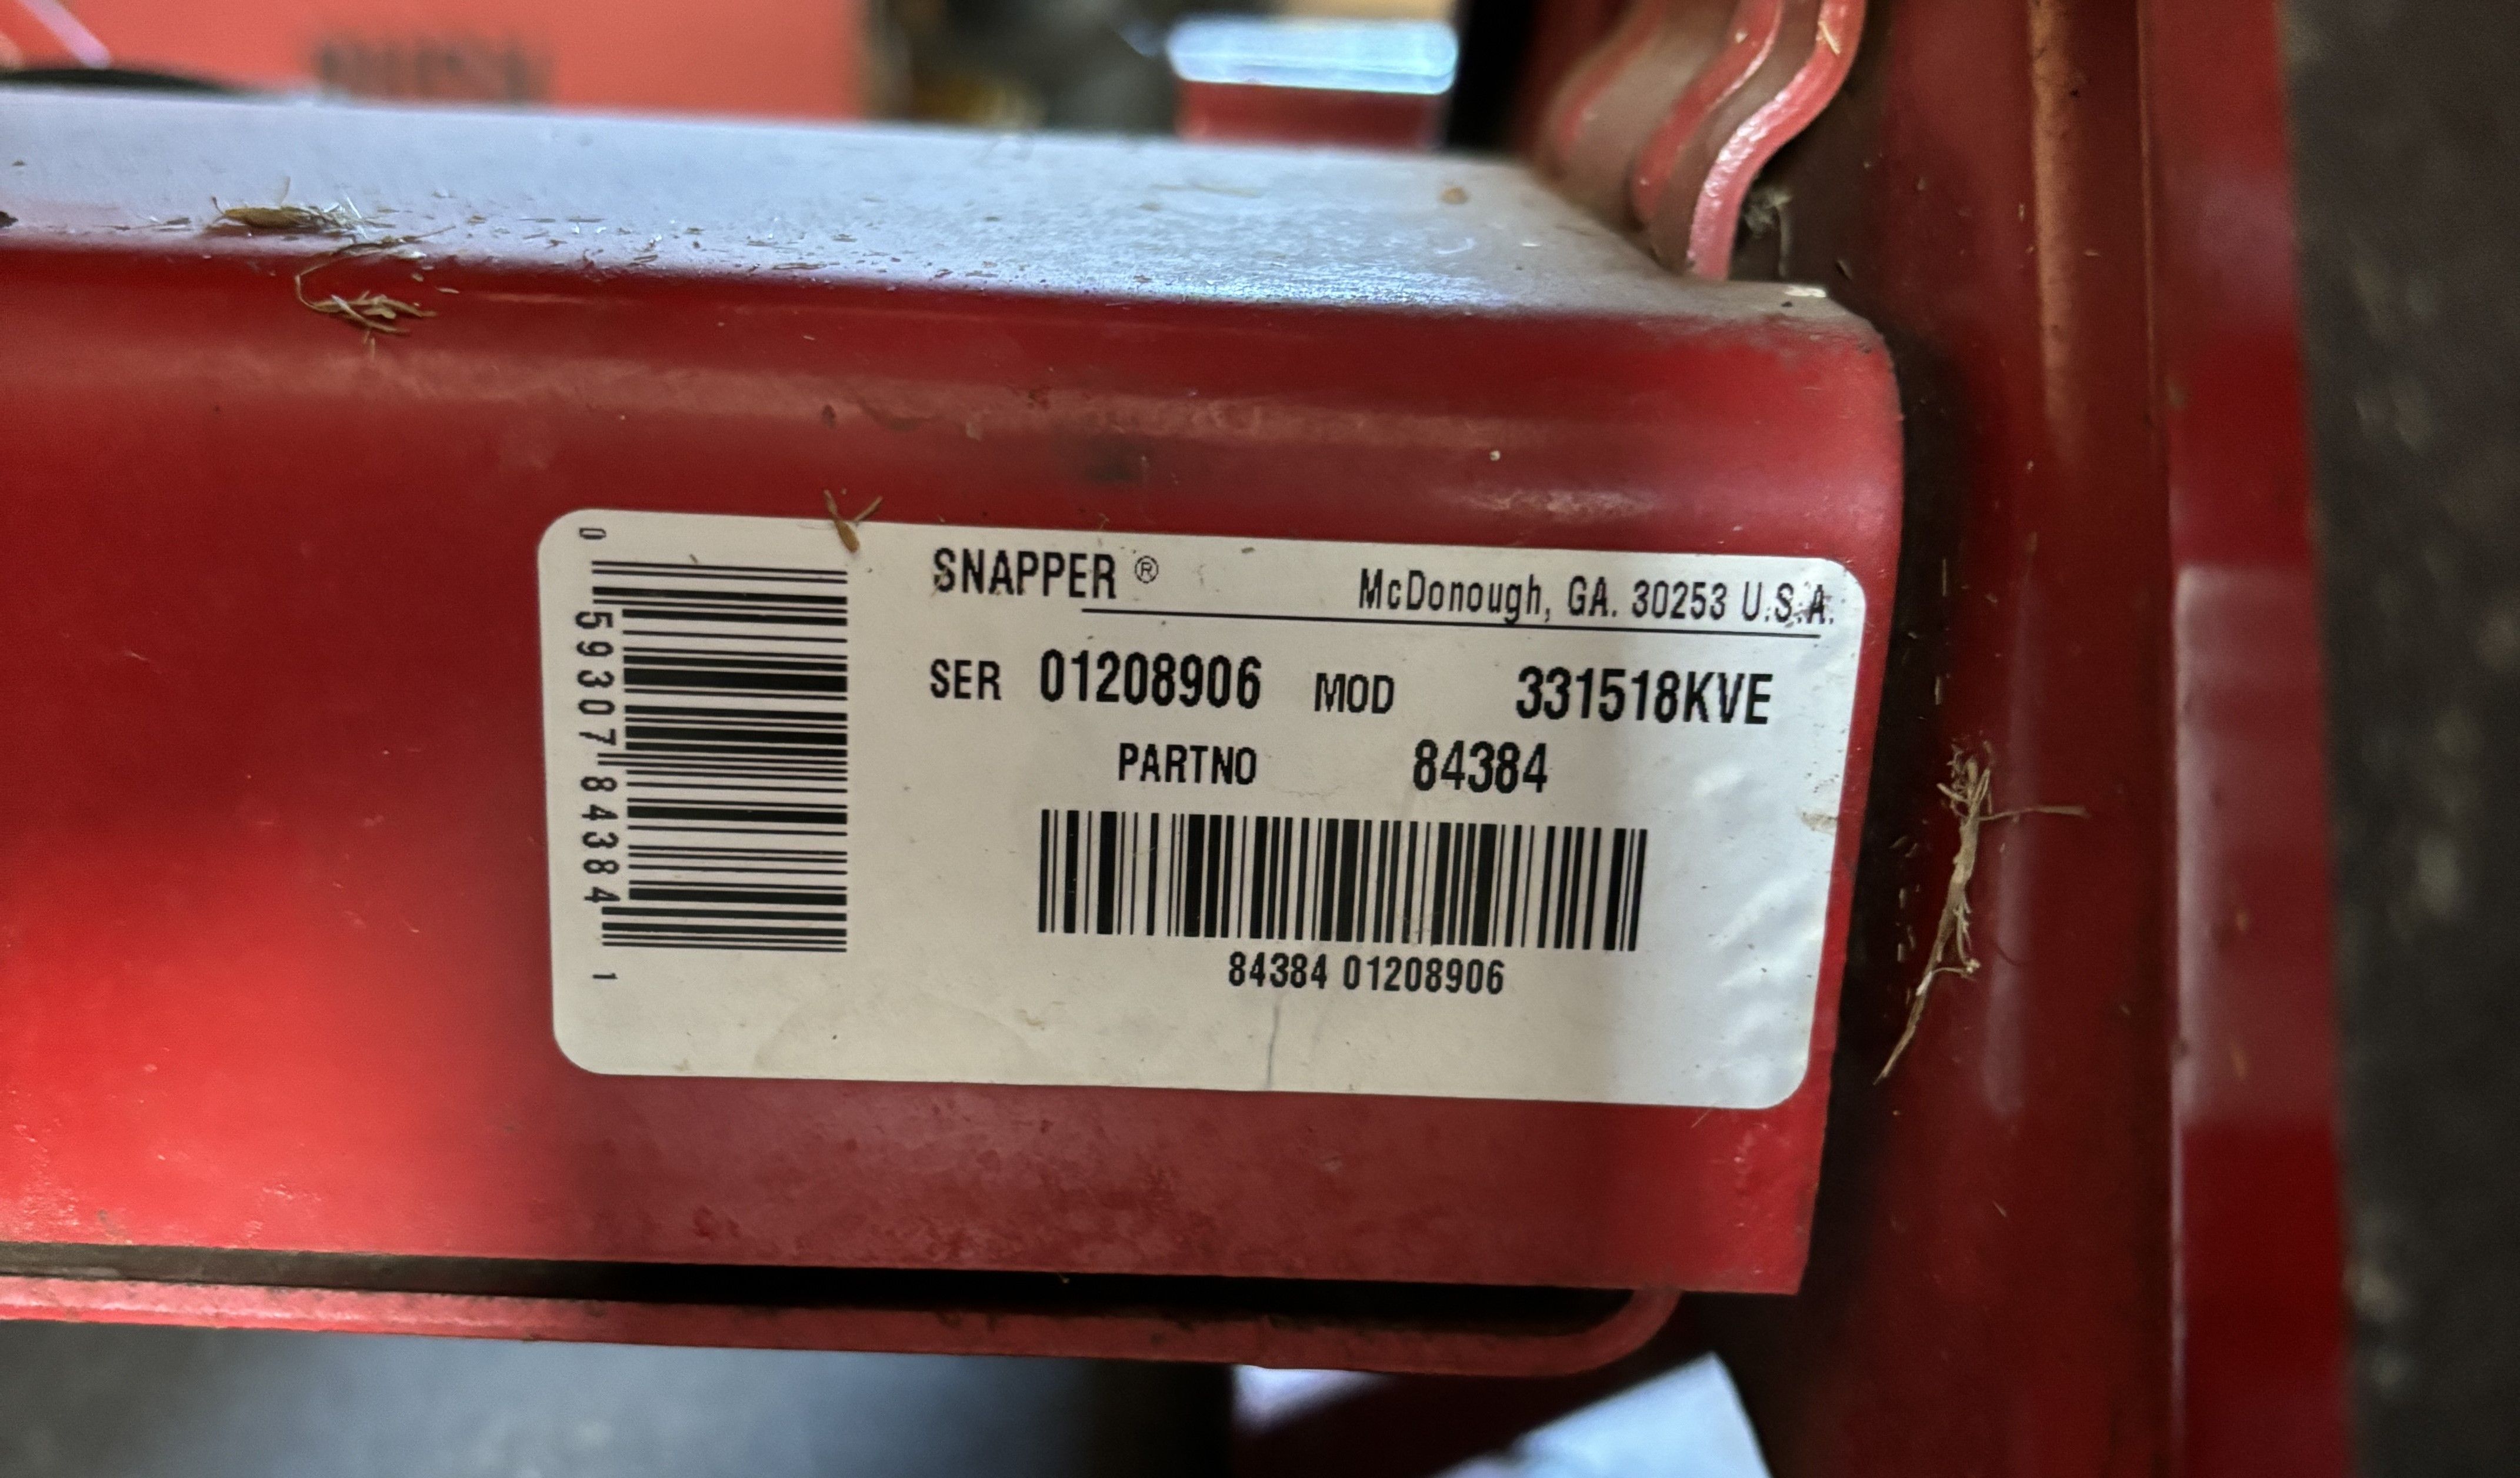 SNAPPER ® McDonough, GA. 30253 U.S.A.
SER 01208906 MOD 331518KVE
PARTNO 84384
84384 01208906
0 59307 84384 1